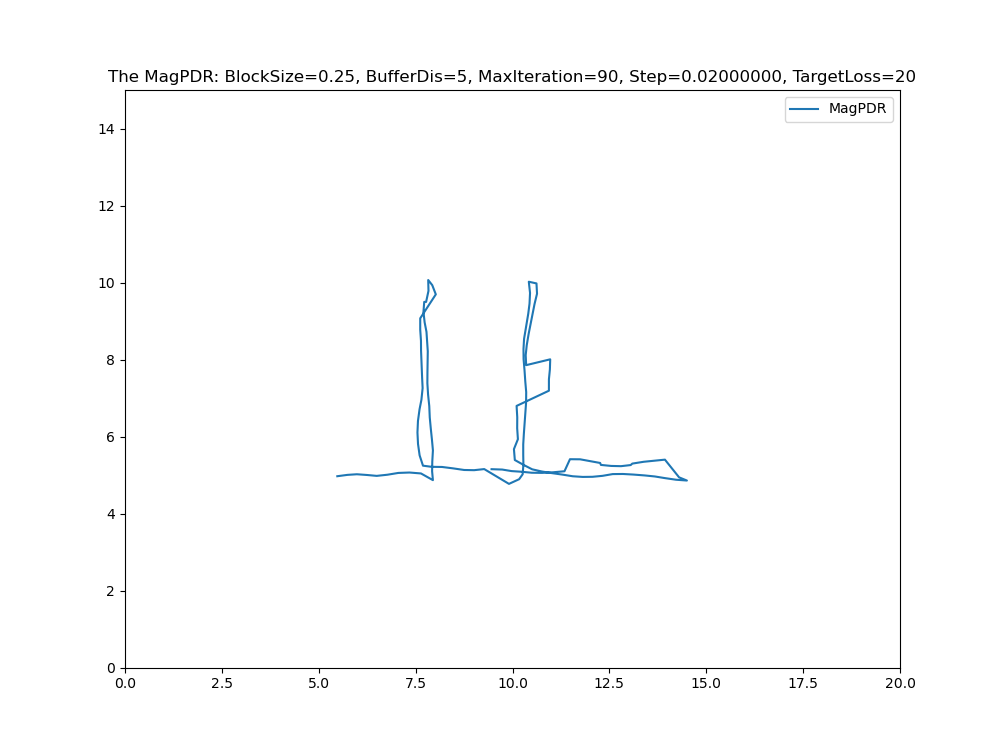 The MagPDR: BlockSize=0.25, BufferDis=5, MaxIteration=90, Step=0.02000000, TargetLoss=20
MagPDR
14
12
10
8
6
4
2
0
0.0 2.5 5.0 7.5 10.0 12.5 15.0 17.5 20.0